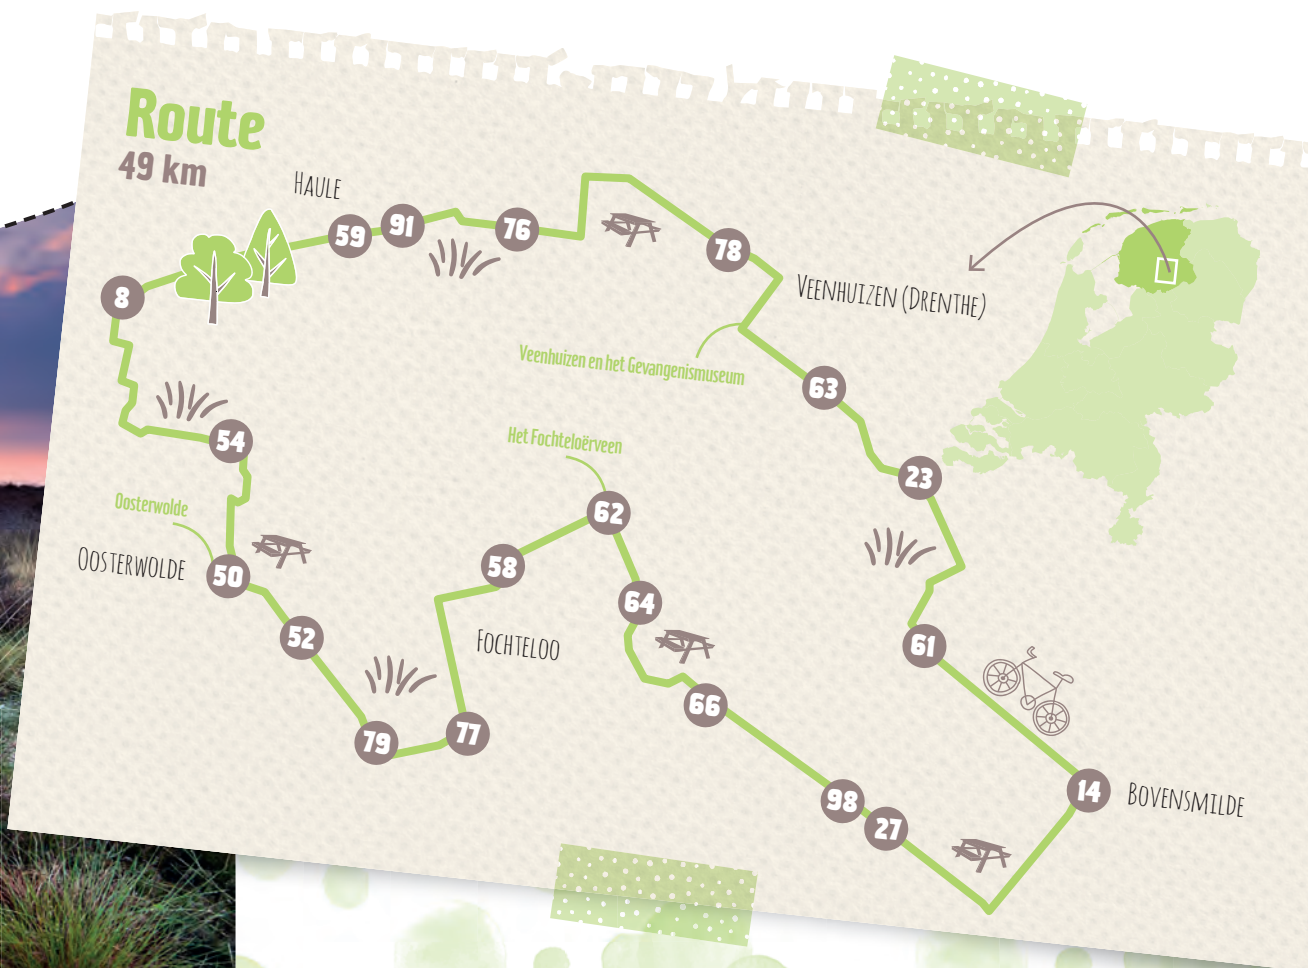 Route
49 km
HAULE
59
91
76
78
8
VEENHUIZEN (DRENTHE)
Veenhuizen en het Gevangenismuseum
63
54
Het Fochteloërveen
23
Oosterwolde
62
OOSTERWOLDE
50
58
64
52
FOCHTELOO
61
66
79
77
98
14
BOVENSMILDE
27